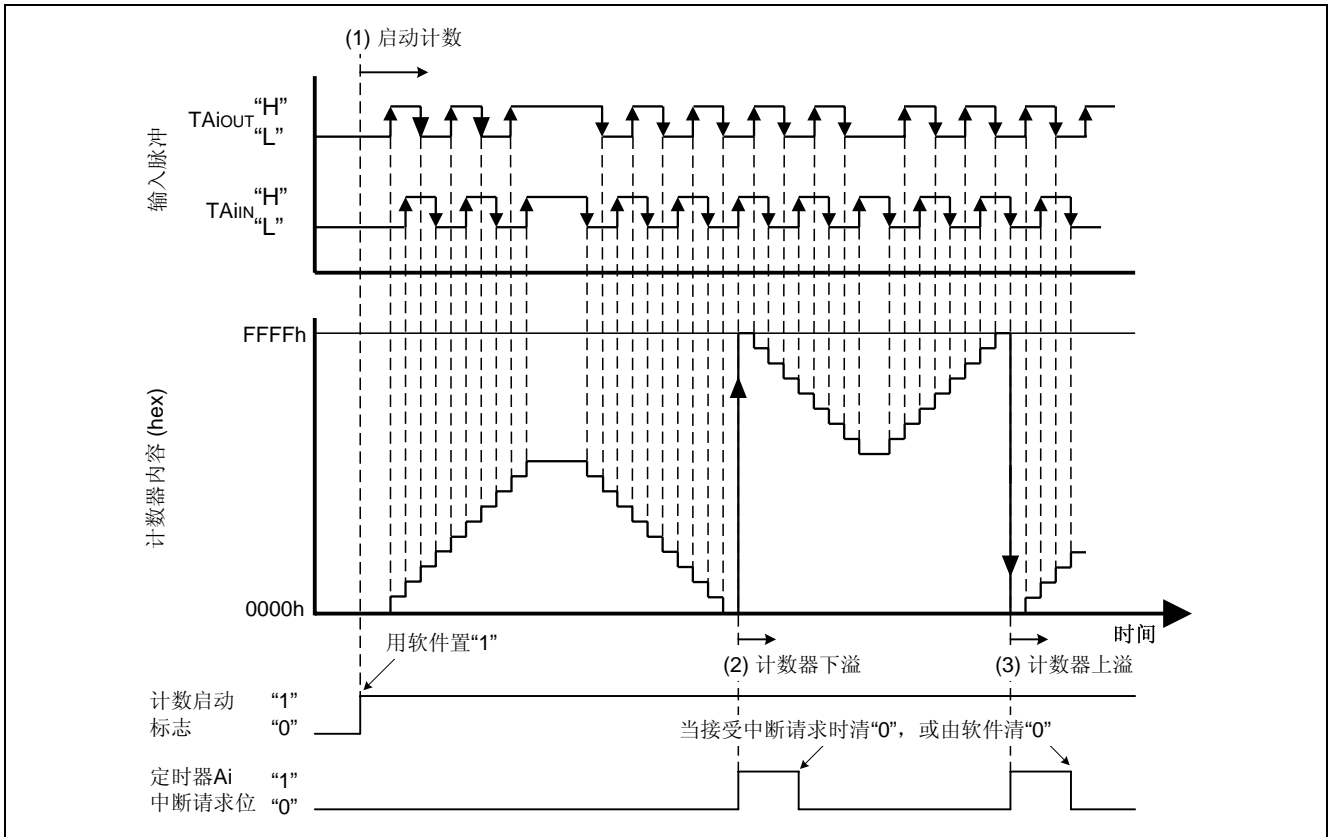 (1) 启动计数
输入脉冲
TAiOUT
“H”
“L”
TAiIN
“H”
“L”
计数器内容 (hex)
FFFFh
0000h
时间
用软件置“1”
(2) 计数器下溢
(3) 计数器上溢
计数启动 “1”
标志 “0”
当接受中断请求时清“0”，或由软件清“0”
定时器Ai “1”
中断请求位 “0”